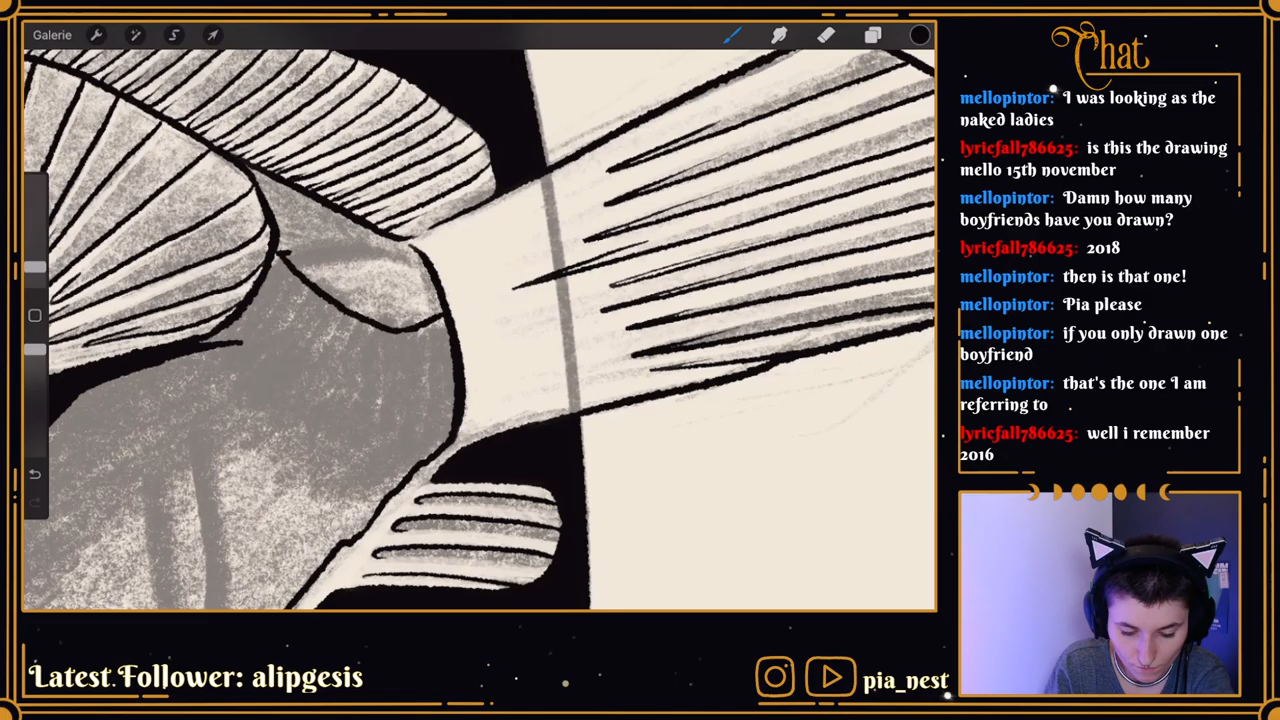 Galerie
Chat
mellopintor: I was looking as the
naked ladies
lyricfall786625: is this the drawing
mello 15th november
mellopintor: Damn how many
boyfriends have you drawn?
lyricfall786625: 2018
mellopintor: then is that one!
mellopintor: Pia please
mellopintor: if you only drawn one
boyfriend
mellopintor: that's the one I am
referring to
lyricfall786625: well i remember
2016
Latest Follower: alipgesis
pia_nest